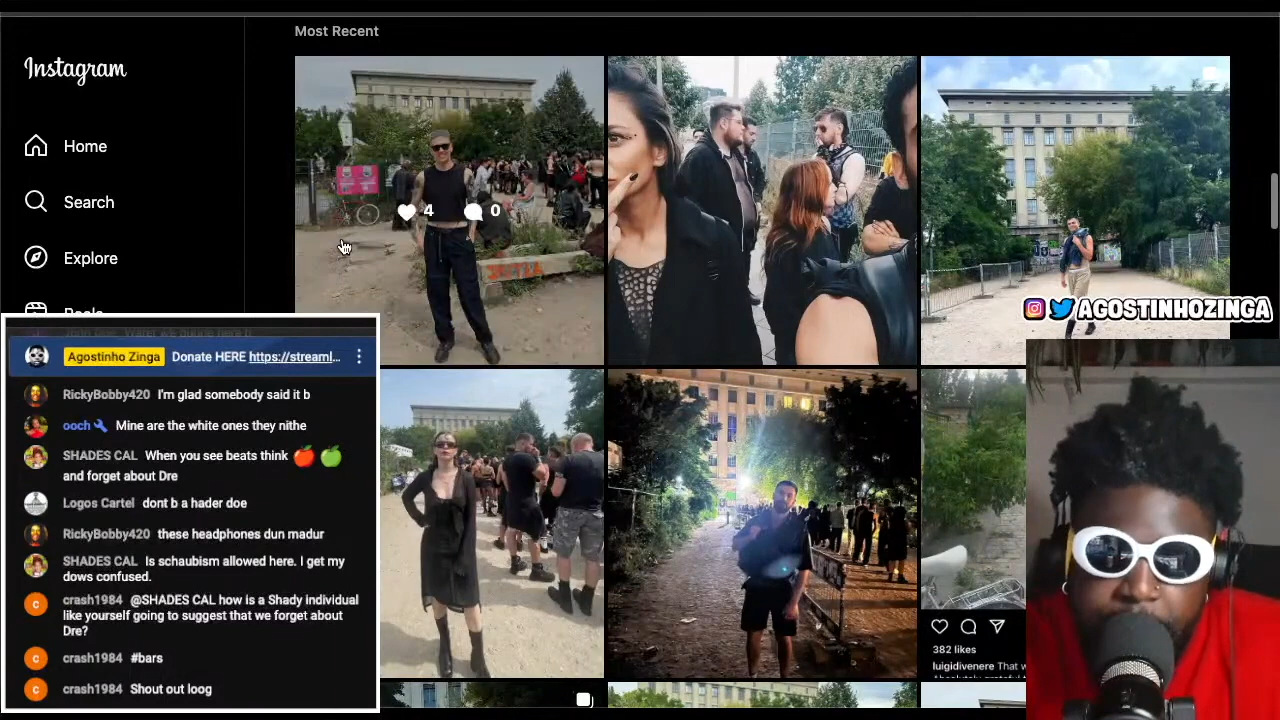 Most Recent
Instagram
Home
Search
Explore
Reels
4
0
AGOSTINHOZINGA
Agostinho Zinga Donate HERE https://streaml...
RickyBobby420 I'm glad somebody said it b
ooch Mine are the white ones they nithe
SHADES CAL When you see beats think 🍎 🍏
and forget about Dre
Logos Cartel dont b a hader doe
RickyBobby420 these headphones dun madur
SHADES CAL Is schaubism allowed here. I get my
dows confused.
crash1984 @SHADES CAL how is a Shady individual
like yourself going to suggest that we forget about
Dre?
crash1984 #bars
crash1984 Shout out loog
382 likes
luigidivenere That w